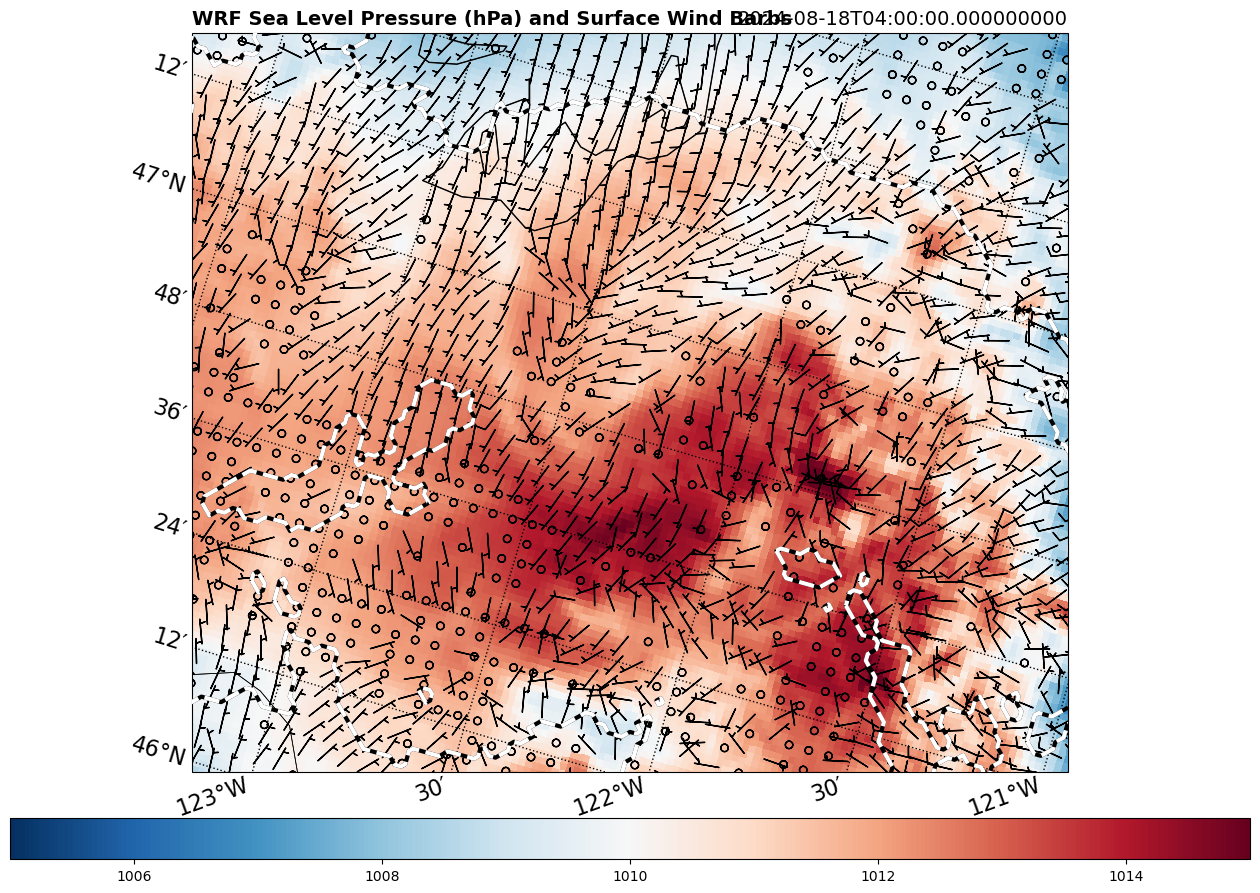 WRF Sea Level Pressure (hPa) and Surface Wind Barbs
2024-08-18T04:00:00.000000000
12′
47°N
48′
36′
24′
12′
46°N
123°W 30′ 122°W 30′ 121°W
1006 1008 1010 1012 1014